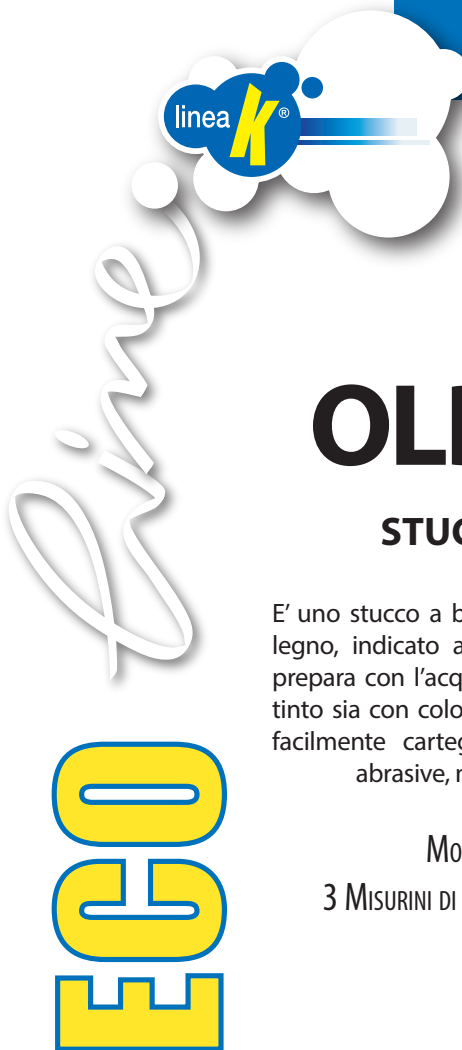 linea K®
ECO line
OLI
STUC
E' uno stucco a b
legno, indicato a
prepara con l'acq
tinto sia con colo
facilmente carteg
abrasive, r
Mo
3 Misurini di